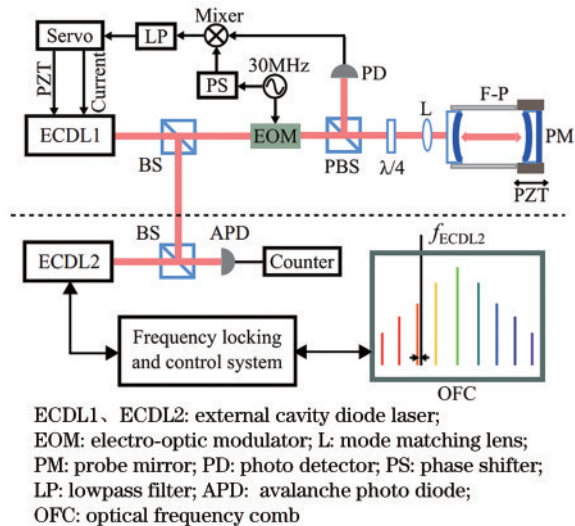 Mixer
Servo
LP
30MHz
PD
PZT
Current
PS
F-P
L
ECDL1
EOM
PM
BS
PBS
λ/4
PZT
BS
APD
fECDL2
ECDL2
Counter
Frequency locking
and control system
OFC
ECDL1、ECDL2: external cavity diode laser;
EOM: electro-optic modulator; L: mode matching lens;
PM: probe mirror; PD: photo detector; PS: phase shifter;
LP: lowpass filter; APD: avalanche photo diode;
OFC: optical frequency comb